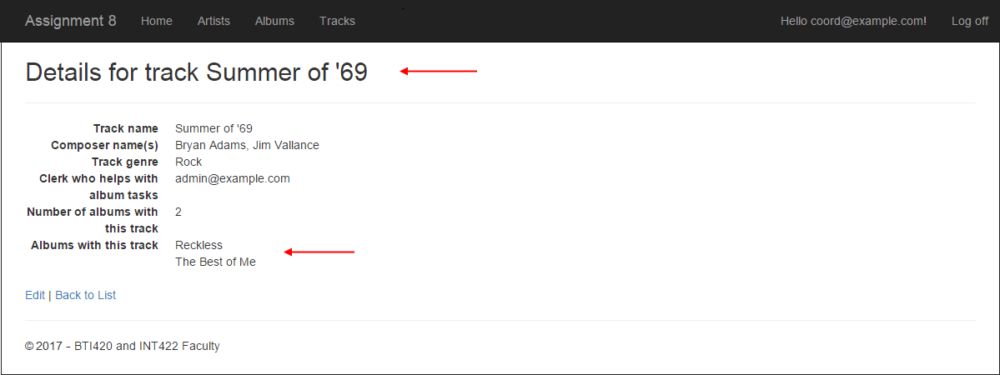 Assignment 8 Home Artists Albums Tracks Hello coord@example.com! Log off
Details for track Summer of '69
Track name Summer of '69
Composer name(s) Bryan Adams, Jim Vallance
Track genre Rock
Clerk who helps with admin@example.com
album tasks
Number of albums with 2
this track
Albums with this track Reckless
The Best of Me
Edit | Back to List
© 2017 - BTI420 and INT422 Faculty